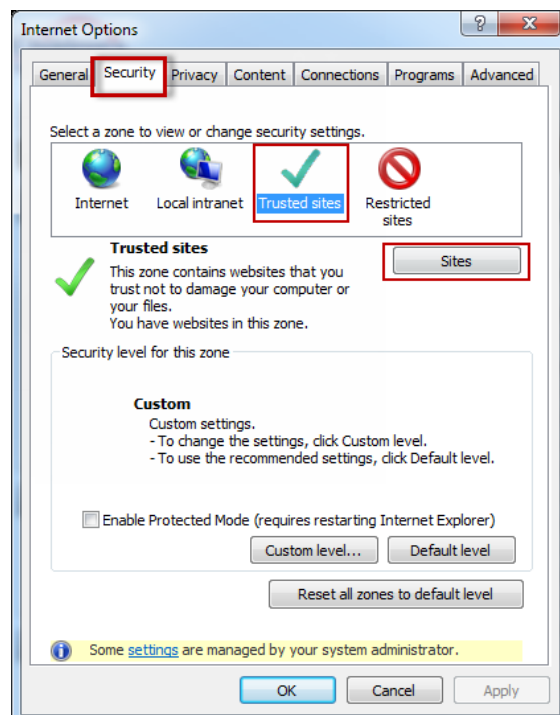 Internet Options
General Security Privacy Content Connections Programs Advanced
Select a zone to view or change security settings.
Internet Local intranet Trusted sites Restricted
sites
Trusted sites
Sites
This zone contains websites that you
trust not to damage your computer or
your files.
You have websites in this zone.
Security level for this zone
Custom
Custom settings.
- To change the settings, click Custom level.
- To use the recommended settings, click Default level.
Enable Protected Mode (requires restarting Internet Explorer)
Custom level... Default level
Reset all zones to default level
Some settings are managed by your system administrator.
OK Cancel Apply